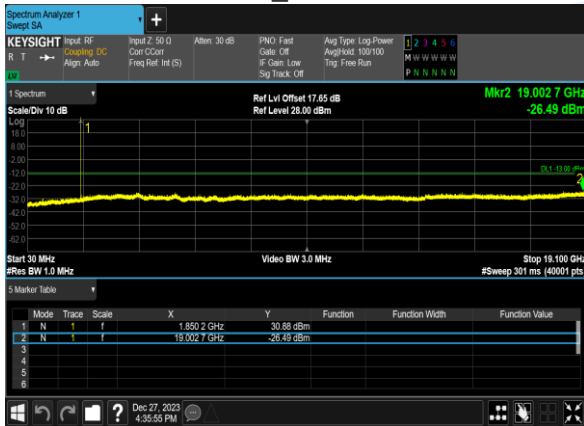 Spectrum Analyzer 1
Swept SA
+
KEYSIGHT Input: RF Input Z: 50 Ω Atten: 30 dB PNO: Fast Avg Type: Log-Power 1 2 3 4 5 6
R T Coupling: DC Corr CCorr Gate: Off Avg|Hold: 100/100 M W W W W W
Align: Auto Freq Ref: Int (S) IF Gain: Low Trig: Free Run
Sig Track: Off P N N N N N
1 Spectrum Ref Lvl Offset 17.65 dB Mkr2 19.002 7 GHz
Scale/Div 10 dB Ref Level 28.00 dBm -26.49 dBm
Log
1
18.0
8.00
-2.00
DL1 -13.00 dBm
-12.0
2
-22.0
-32.0
-42.0
-52.0
-62.0
Start 30 MHz Video BW 3.0 MHz Stop 19.100 GHz
#Res BW 1.0 MHz #Sweep 301 ms (40001 pts
5 Marker Table
Mode Trace Scale X Y Function Function Width Function Value
1 N 1 f 1.850 2 GHz 30.88 dBm
2 N 1 f 19.002 7 GHz -26.49 dBm
3
4
5
6
? Dec 27, 2023
4:35:55 PM